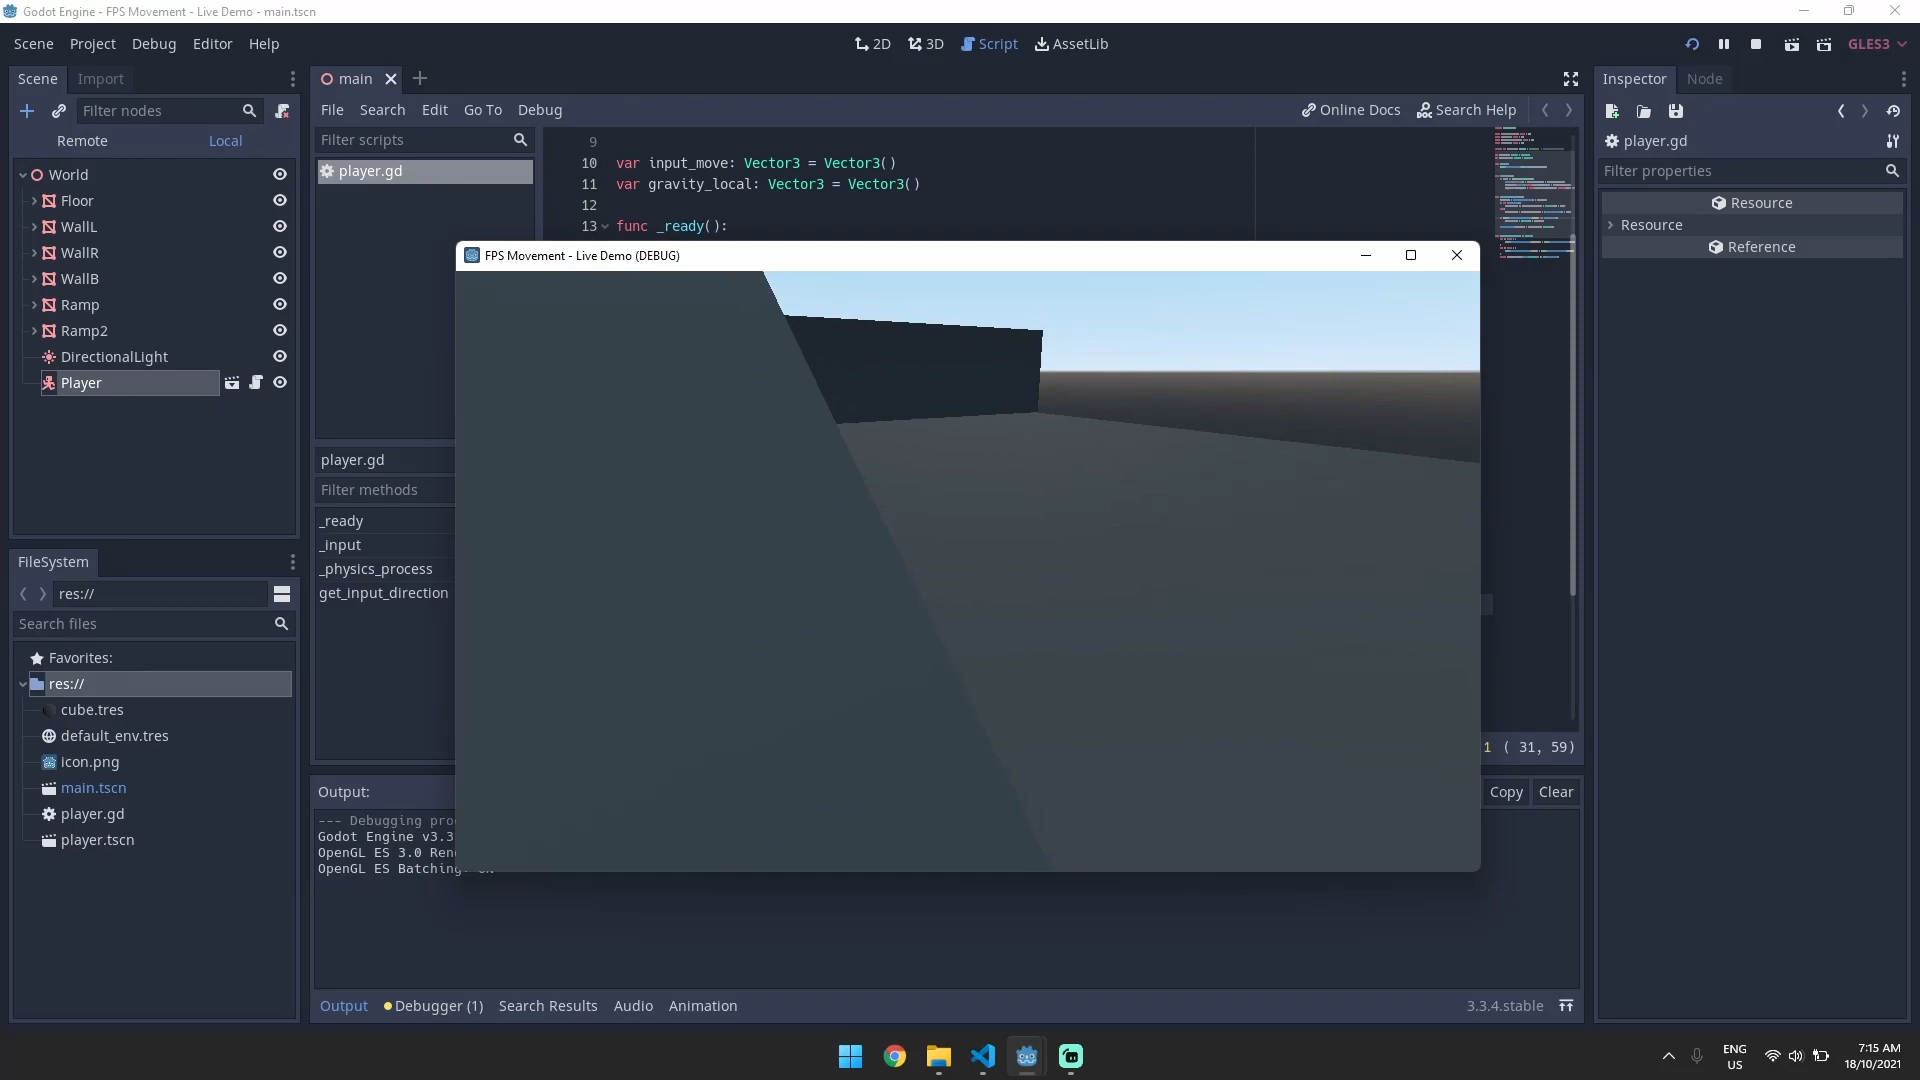 Godot Engine - FPS Movement - Live Demo - main.tscn
Scene Project Debug Editor Help
2D 3D Script AssetLib
GLES3
Scene Import
Filter nodes
Remote Local
World
Floor
WallL
WallR
WallB
Ramp
Ramp2
DirectionalLight
Player
FileSystem
res://
Search files
Favorites:
res://
cube.tres
default_env.tres
icon.png
main.tscn
player.gd
player.tscn
main
File Search Edit Go To Debug
Online Docs Search Help
Filter scripts
player.gd
9
10 var input_move: Vector3 = Vector3()
11 var gravity_local: Vector3 = Vector3()
12
13 func _ready():
FPS Movement - Live Demo (DEBUG)
player.gd
Filter methods
_ready
_input
_physics_process
get_input_direction
1 ( 31, 59)
Output:
Copy Clear
--- Debugging
Godot Engine v3.3
OpenGL ES 3.0
OpenGL ES Batching:
Output Debugger (1) Search Results Audio Animation
3.3.4.stable
Inspector Node
player.gd
Filter properties
Resource
Resource
Reference
ENG
US
7:15 AM
18/10/2021